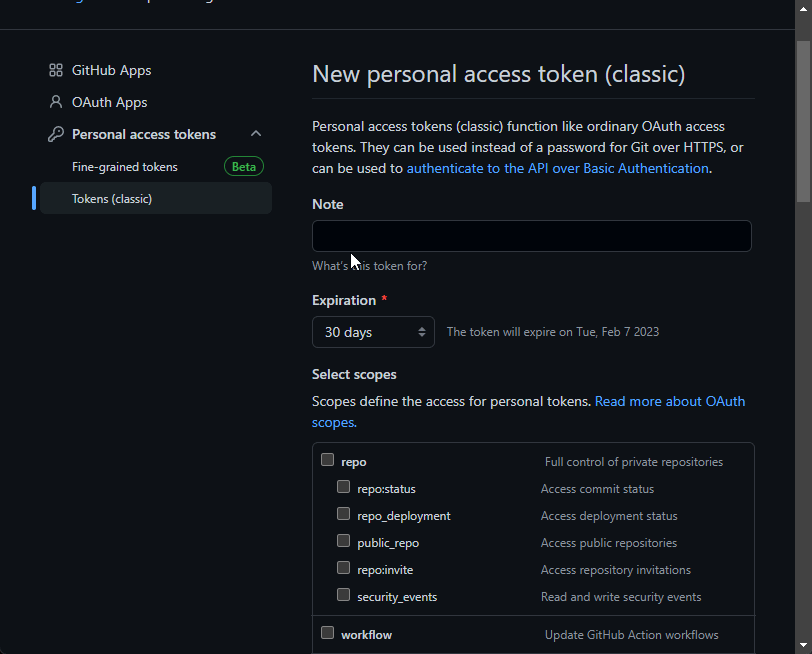 GitHub Apps
OAuth Apps
Personal access tokens
Fine-grained tokens Beta
Tokens (classic)
New personal access token (classic)
Personal access tokens (classic) function like ordinary OAuth access
tokens. They can be used instead of a password for Git over HTTPS, or
can be used to authenticate to the API over Basic Authentication.
Note
What's this token for?
Expiration *
30 days The token will expire on Tue, Feb 7 2023
Select scopes
Scopes define the access for personal tokens. Read more about OAuth
scopes.
repo Full control of private repositories
repo:status Access commit status
repo_deployment Access deployment status
public_repo Access public repositories
repo:invite Access repository invitations
security_events Read and write security events
workflow Update GitHub Action workflows